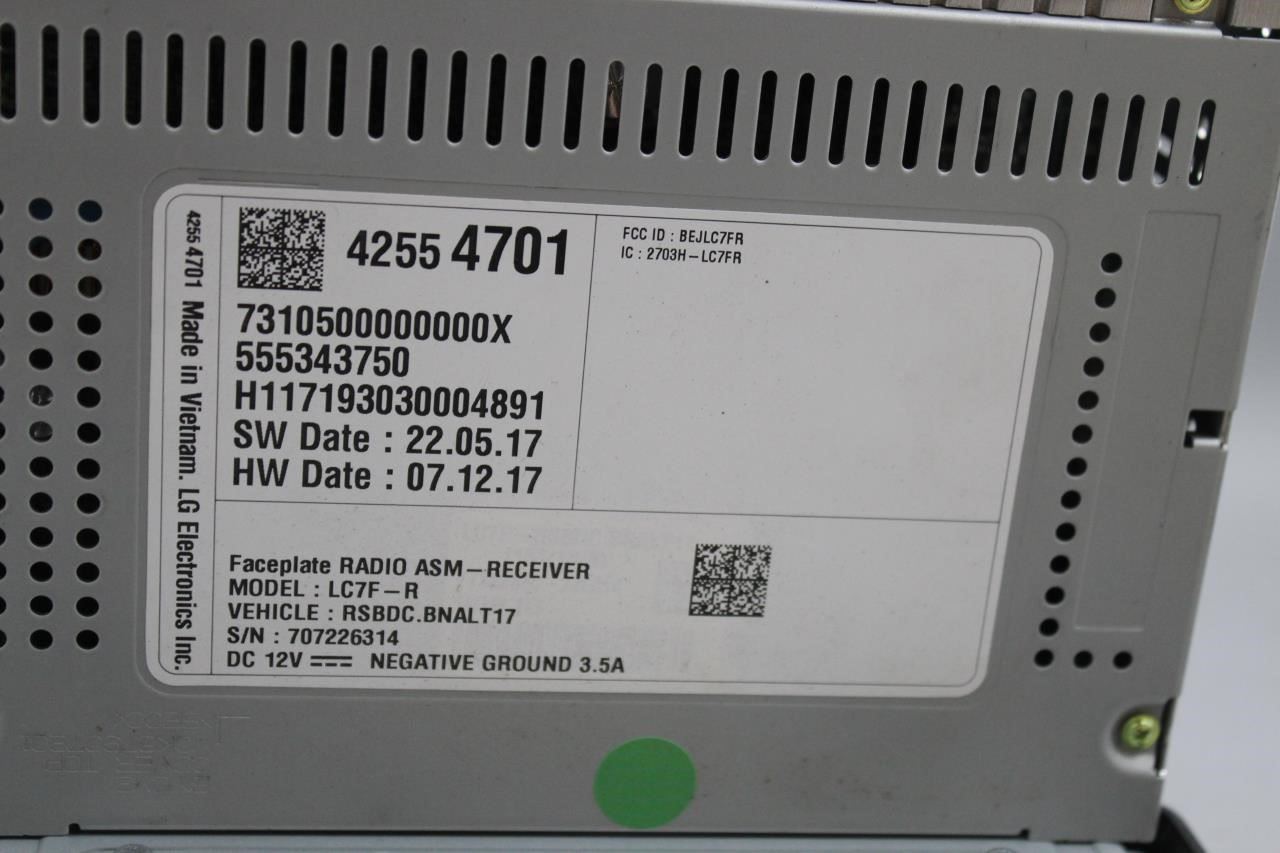 4255 4701 Made in Vietnam. LG Electronics Inc.
4255 4701
7310500000000X
555343750
H117193030004891
SW Date : 22.05.17
HW Date : 07.12.17
FCC ID : BEJLC7FR
IC : 2703H-LC7FR
Faceplate RADIO ASM-RECEIVER
MODEL : LC7F-R
VEHICLE : RSBDC.BNALT17
S/N : 707226314
DC 12V NEGATIVE GROUND 3.5A